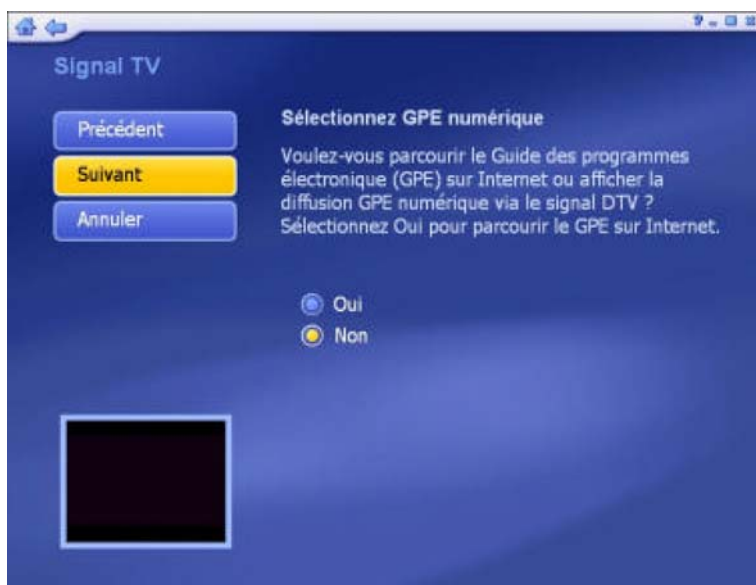 Signal TV
Précédent
Suivant
Annuler
Sélectionnez GPE numérique
Voulez-vous parcourir le Guide des programmes
électronique (GPE) sur Internet ou afficher la
diffusion GPE numérique via le signal DTV ?
Sélectionnez Oui pour parcourir le GPE sur Internet.
Oui
Non